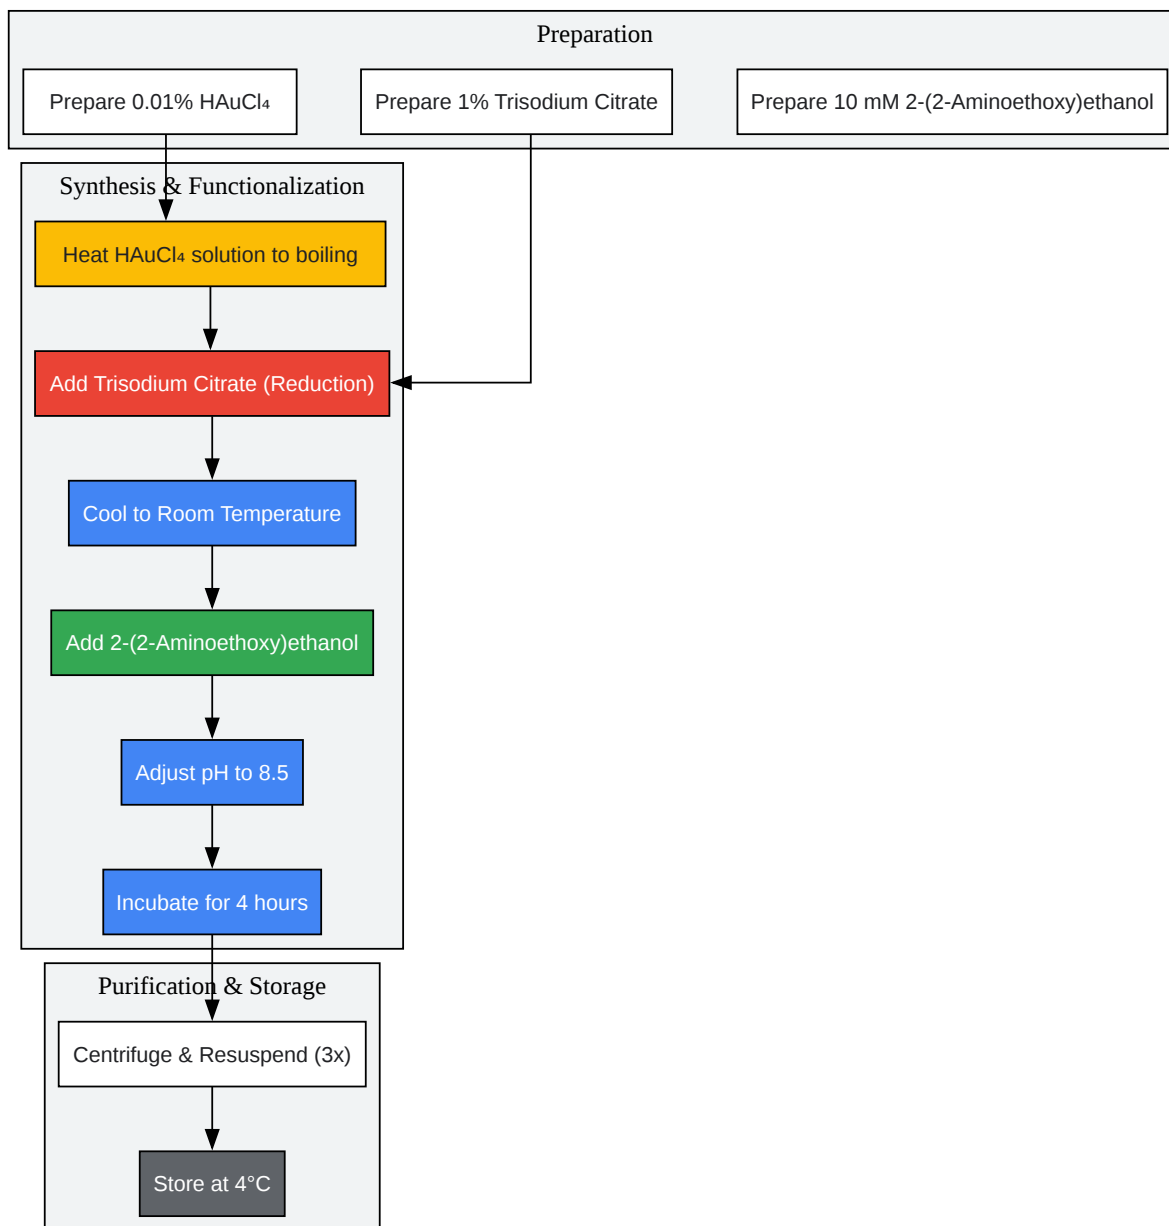 Preparation
Prepare 0.01% HAuCl₄
Prepare 1% Trisodium Citrate
Prepare 10 mM 2-(2-Aminoethoxy)ethanol
Synthesis & Functionalization
Heat HAuCl₄ solution to boiling
Add Trisodium Citrate (Reduction)
Cool to Room Temperature
Add 2-(2-Aminoethoxy)ethanol
Adjust pH to 8.5
Incubate for 4 hours
Purification & Storage
Centrifuge & Resuspend (3x)
Store at 4°C